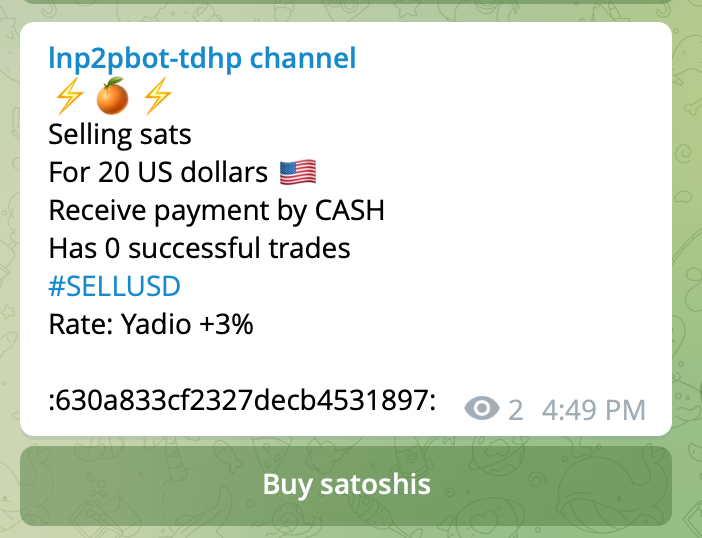 lnp2pbot-tdhp channel
⚡️🍊⚡️
Selling sats
For 20 US dollars 🇺🇸
Receive payment by CASH
Has 0 successful trades
#SELLUSD
Rate: Yadio +3%
:630a833cf2327decb4531897:
2 4:49 PM
Buy satoshis